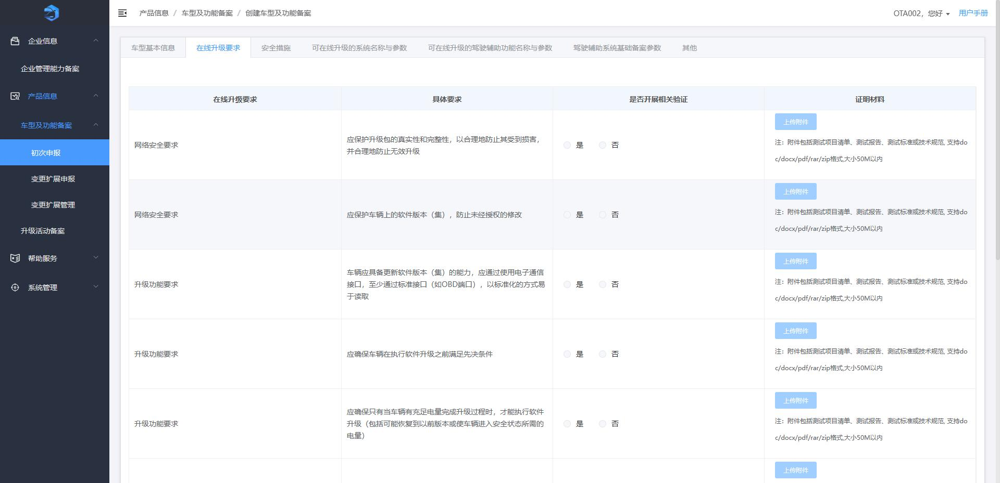 产品信息 / 车型及功能备案 / 创建车型及功能备案
OTA002，您好
用户手册
企业信息
企业管理能力备案
产品信息
车型及功能备案
初次申报
变更扩展申报
变更扩展管理
升级活动备案
帮助服务
系统管理
车型基本信息
在线升级要求
安全措施
可在线升级的系统名称与参数
可在线升级的驾驶辅助功能名称与参数
驾驶辅助系统基础备案参数
其他
在线升级要求
具体要求
是否开展相关验证
证明材料
网络安全要求
应保护升级包的真实性和完整性，以合理地防止其受到损害，
并合理地防止无效升级
是
否
上传附件
注：附件包括测试项目清单、测试报告、测试标准或技术规范, 支持do
c/docx/pdf/rar/zip格式,大小50M以内
网络安全要求
应保护车辆上的软件版本（集），防止未经授权的修改
是
否
上传附件
注：附件包括测试项目清单、测试报告、测试标准或技术规范, 支持do
c/docx/pdf/rar/zip格式,大小50M以内
升级功能要求
车辆应具备更新软件版本（集）的能力，应通过使用电子通信
接口，至少通过标准接口（如OBD端口），以标准化的方式易
于读取
是
否
上传附件
注：附件包括测试项目清单、测试报告、测试标准或技术规范, 支持do
c/docx/pdf/rar/zip格式,大小50M以内
升级功能要求
应确保车辆在执行软件升级之前满足先决条件
是
否
上传附件
注：附件包括测试项目清单、测试报告、测试标准或技术规范, 支持do
c/docx/pdf/rar/zip格式,大小50M以内
升级功能要求
应确保只有当车辆有充足电量完成升级过程时，才能执行软件
升级（包括可能恢复到以前版本或使车辆进入安全状态所需的
电量）
是
否
上传附件
注：附件包括测试项目清单、测试报告、测试标准或技术规范, 支持do
c/docx/pdf/rar/zip格式,大小50M以内
上传附件